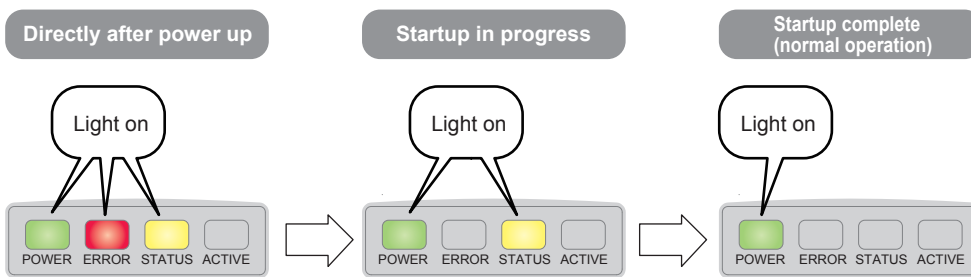 Directly after power up
Startup in progress
Startup complete
(normal operation)
Light on
Light on
Light on
POWER ERROR STATUS ACTIVE
POWER ERROR STATUS ACTIVE
POWER ERROR STATUS ACTIVE